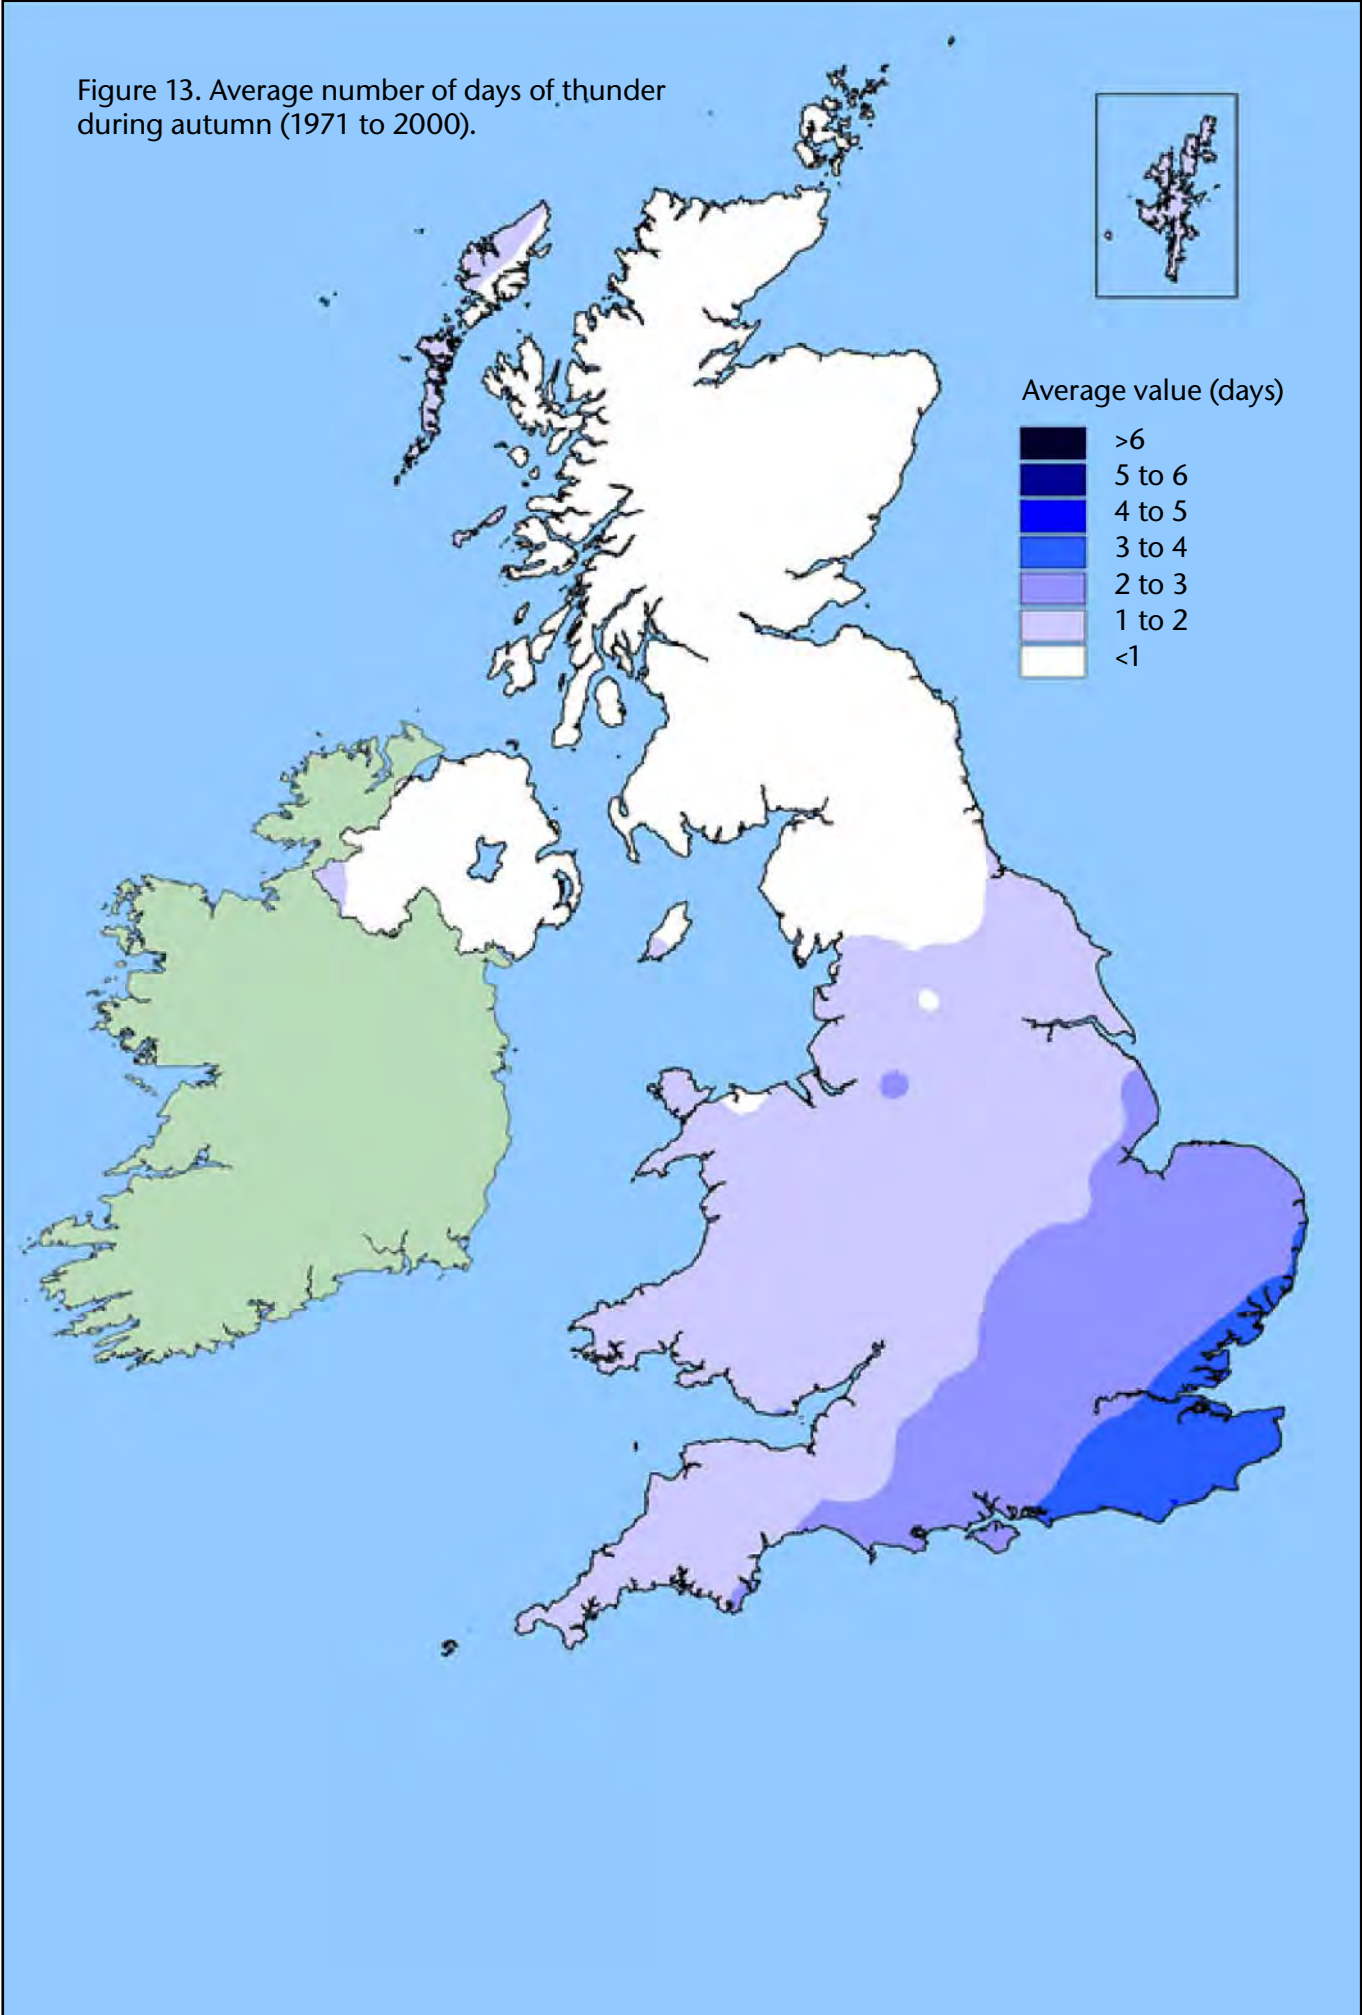 Figure 13. Average number of days of thunder
during autumn (1971 to 2000).
Average value (days)
>6
5 to 6
4 to 5
3 to 4
2 to 3
1 to 2
<1